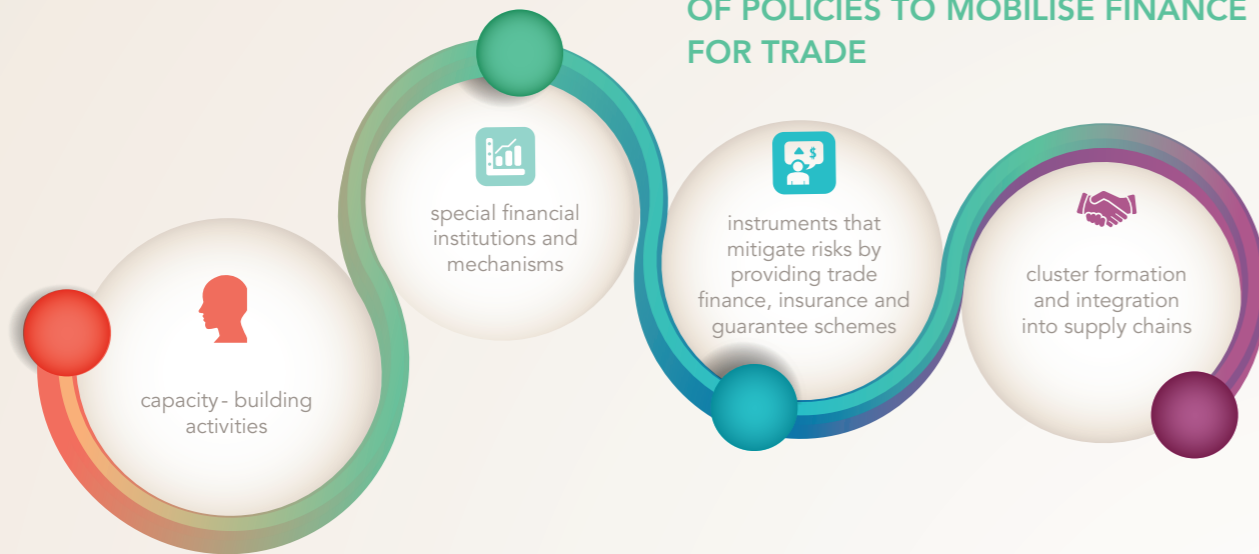 OF POLICIES TO MOBILISE FINANCE
FOR TRADE
capacity - building
activities
special financial
institutions and
mechanisms
$
instruments that
mitigate risks by
providing trade
finance, insurance and
guarantee schemes
cluster formation
and integration
into supply chains